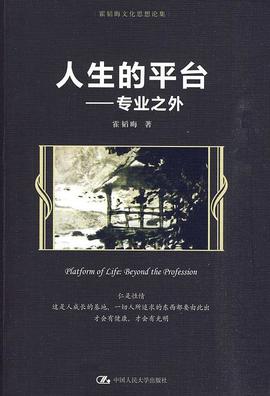 霍韬晦文化思想论集
人生的平台
——专业之外
霍韬晦 著
Platform of Life: Beyond the Profession
仁是性情
这是人成长的基地，一切人所追求的东西都要由此出
才会有健康，才会有光明
中国人民大学出版社